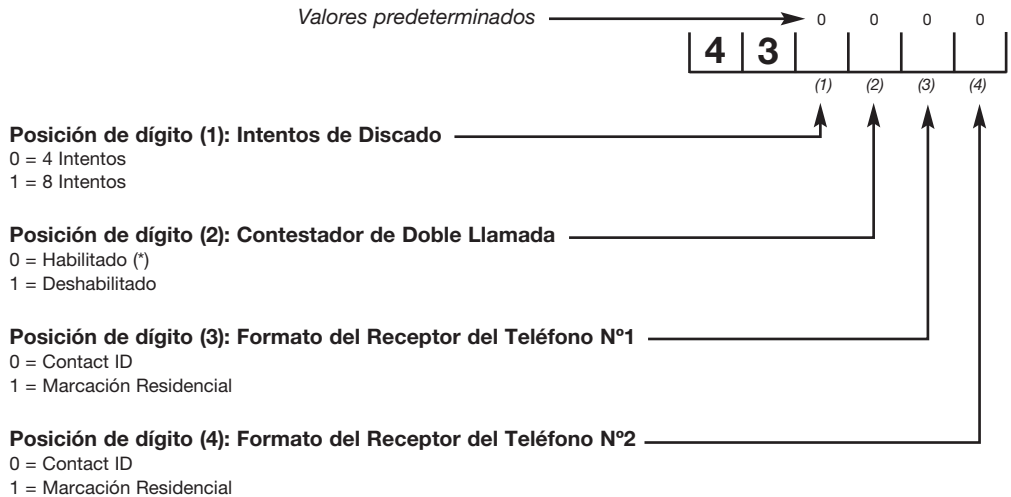 Valores predeterminados 0 0 0 0
4 3
(1) (2) (3) (4)
Posición de dígito (1): Intentos de Discado
0 = 4 Intentos
1 = 8 Intentos
Posición de dígito (2): Contestador de Doble Llamada
0 = Habilitado (*)
1 = Deshabilitado
Posición de dígito (3): Formato del Receptor del Teléfono Nº1
0 = Contact ID
1 = Marcación Residencial
Posición de dígito (4): Formato del Receptor del Teléfono Nº2
0 = Contact ID
1 = Marcación Residencial